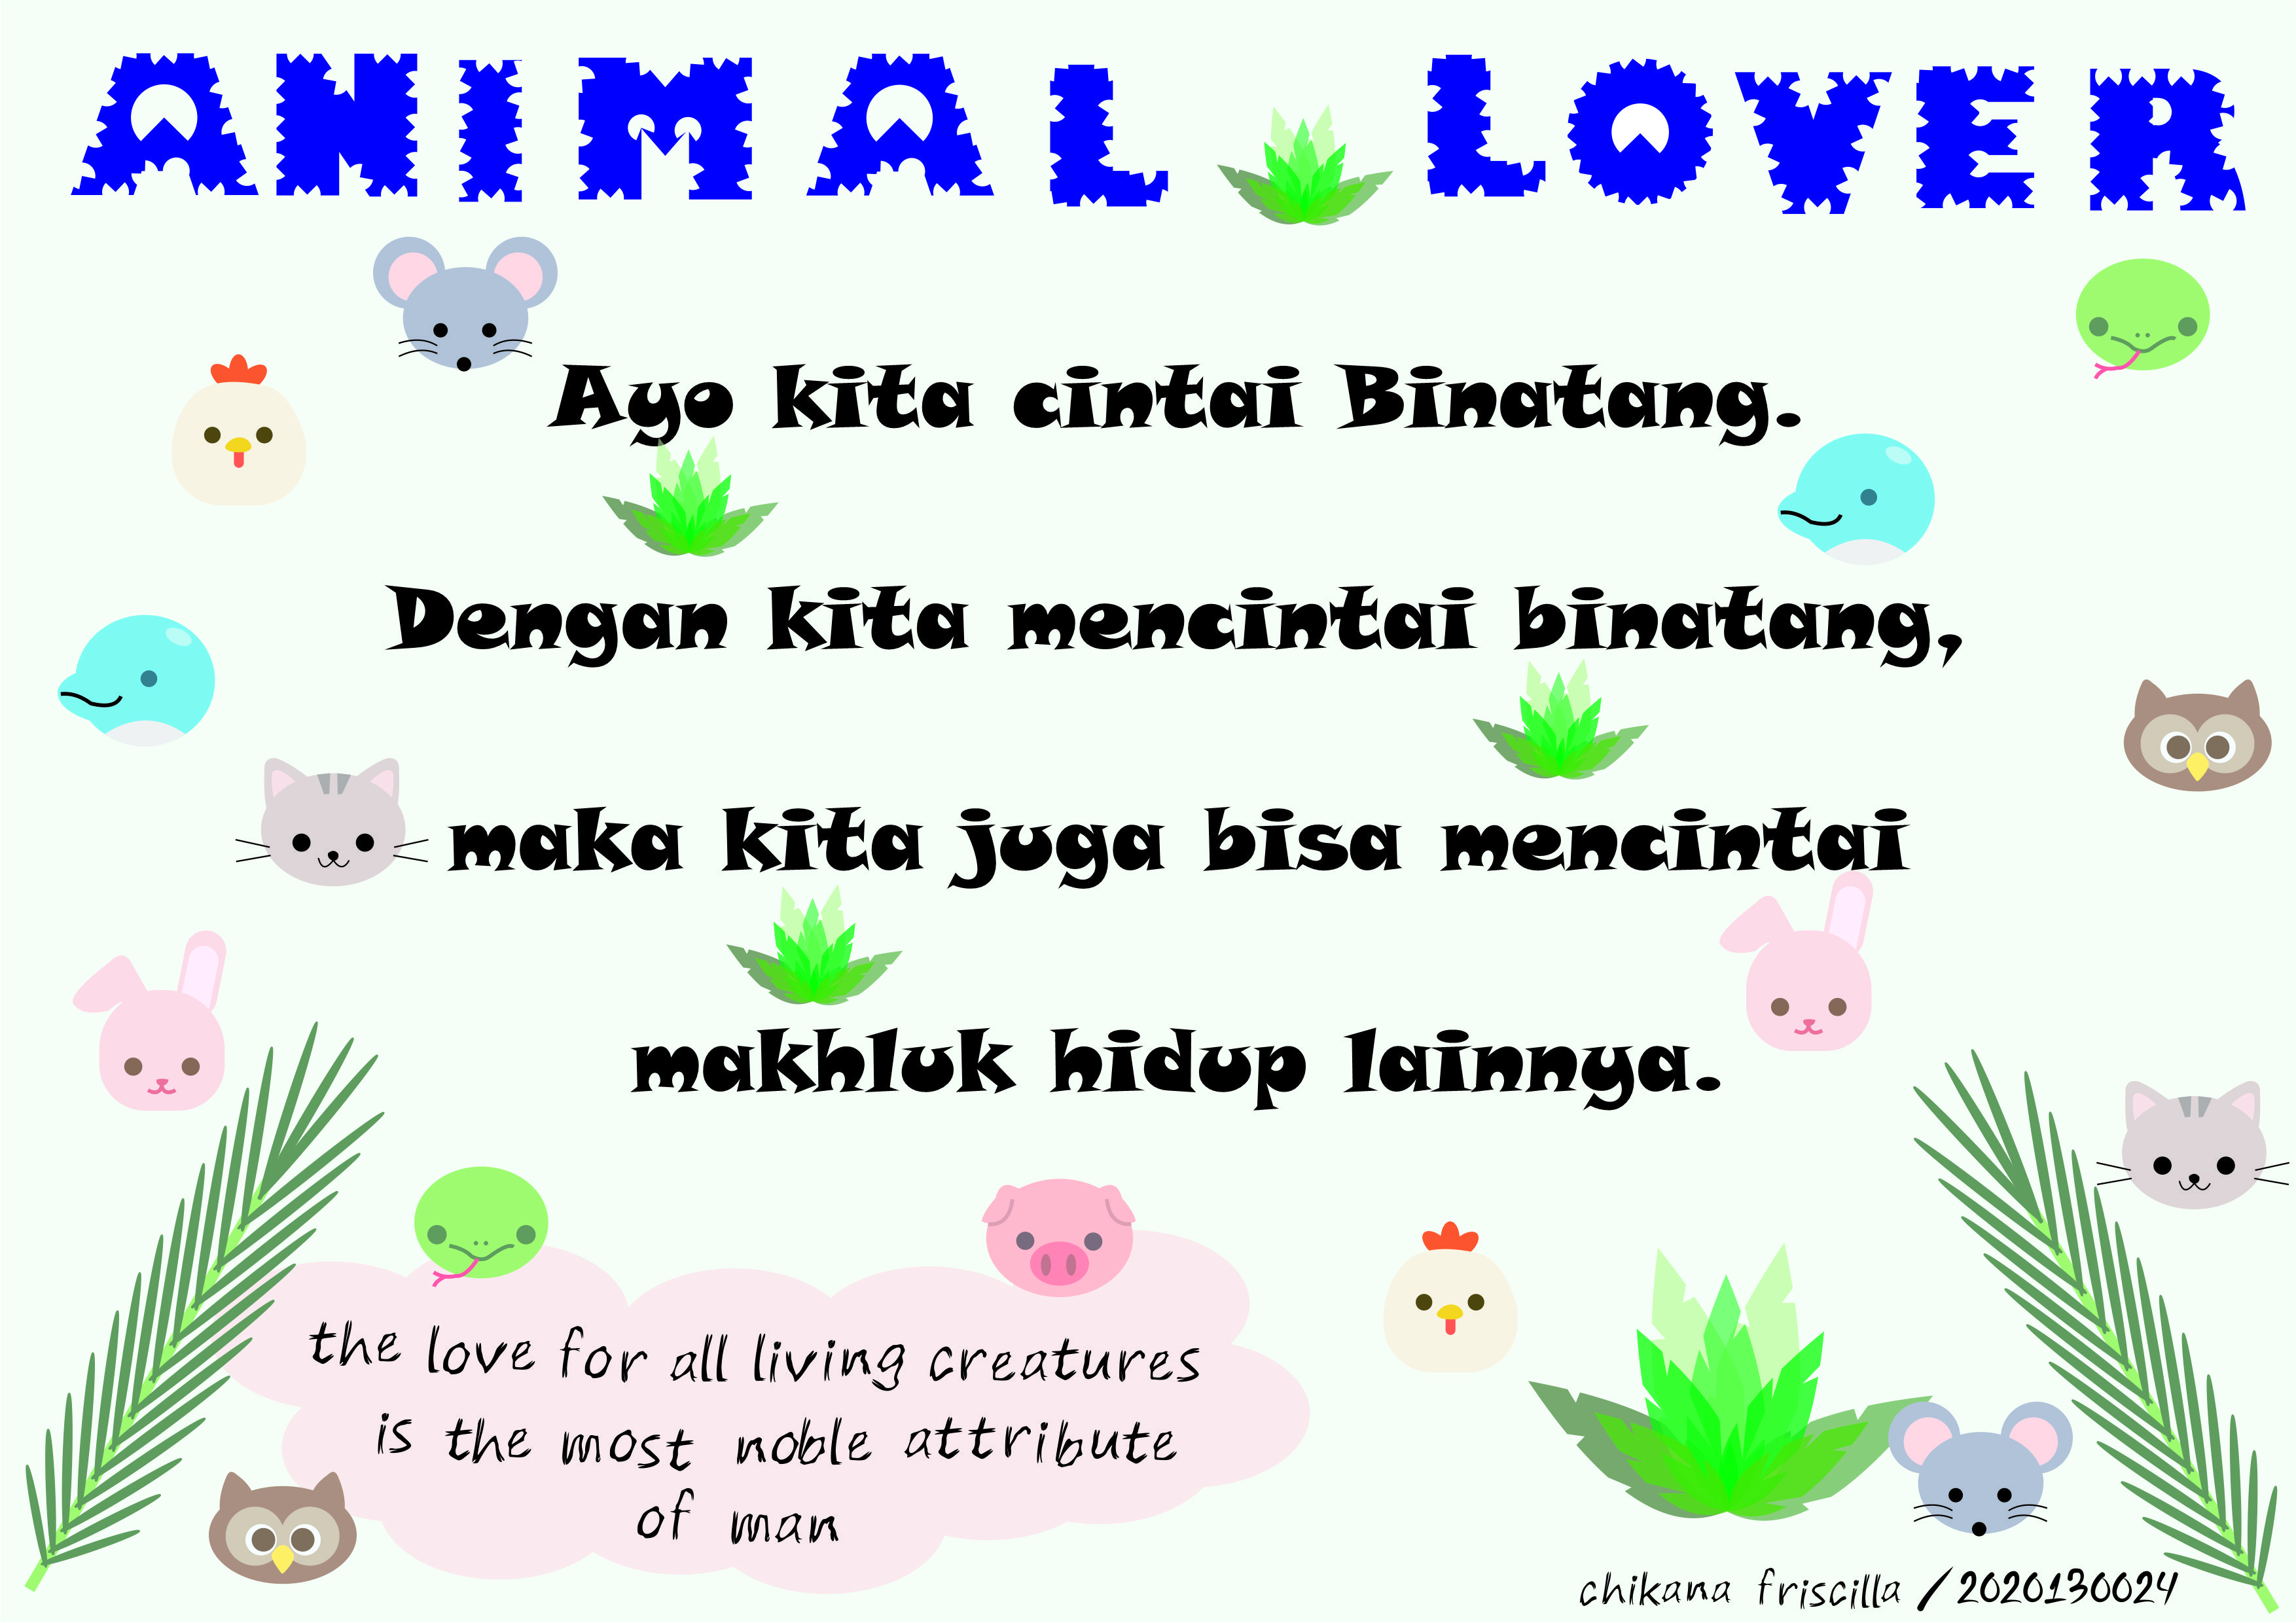 ANIMAL LOVER
Ayo kita cintai Binatang.
Dengan kita mencintai binatang,
maka kita juga bisa mencintai
makhluk hidup lainnya.
the love for all living creatures
is the most noble attribute
of man
chikana friscilla /2020130024